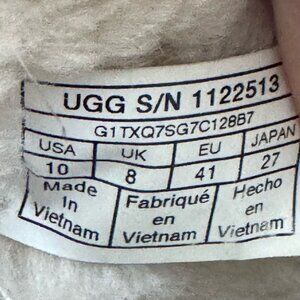 UGG S/N 1122513
G1TXQ7SG7C128B7
USA UK EU JAPAN
10 8 41 27
Made Fabriqué Hecho
In en en
Vietnam Vietnam Vietnam